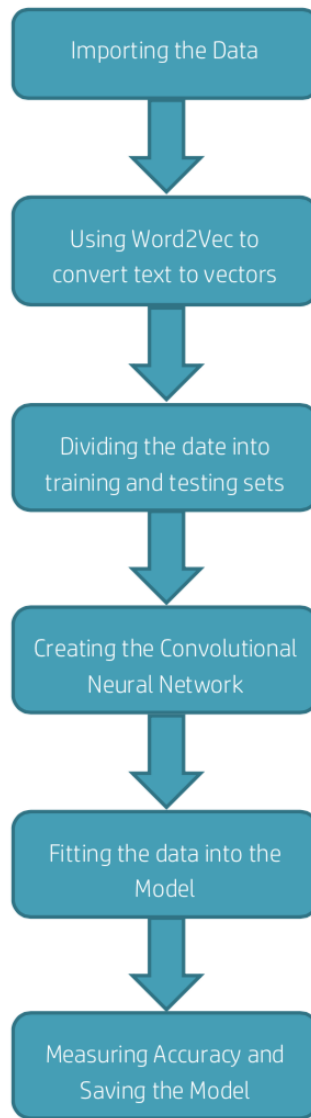 Importing the Data
Using Word2Vec to
convert text to vectors
Dividing the date into
training and testing sets
Creating the Convolutional
Neural Network
Fitting the data into the
Model
Measuring Accuracy and
Saving the Model